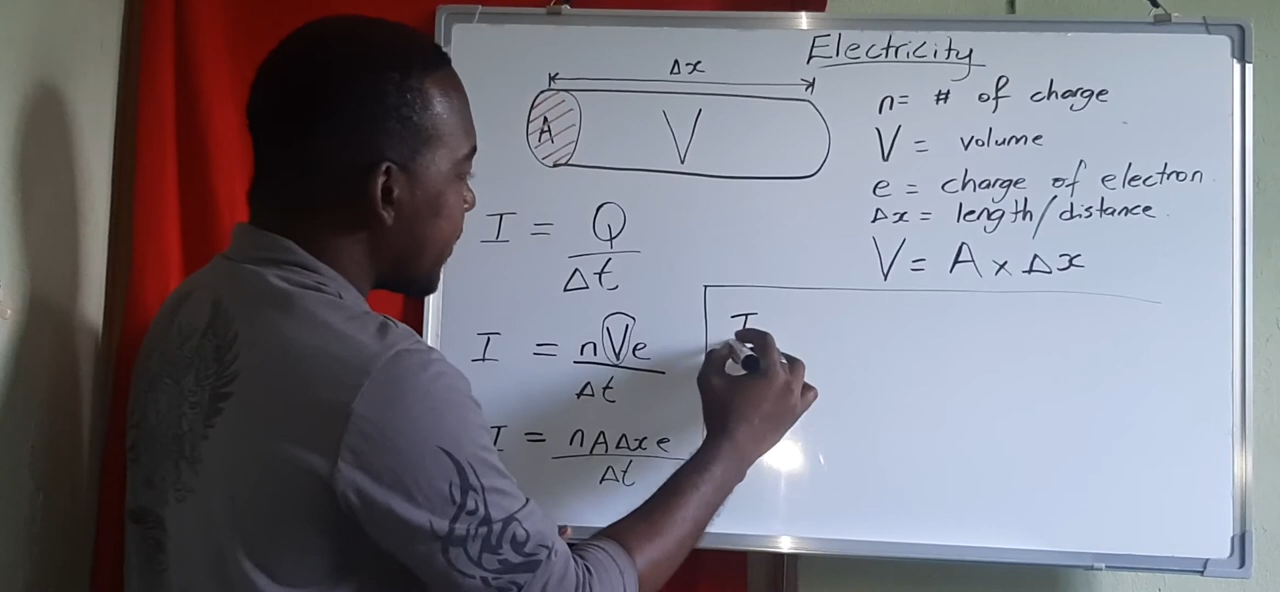 Electricity
Δx
A
V
n= # of charge
V = volume
e = charge of electron
Δx = length/distance
V = A x Δx
I = Q
Δt
I = nVe
Δt
I = nAΔxe
Δt
I